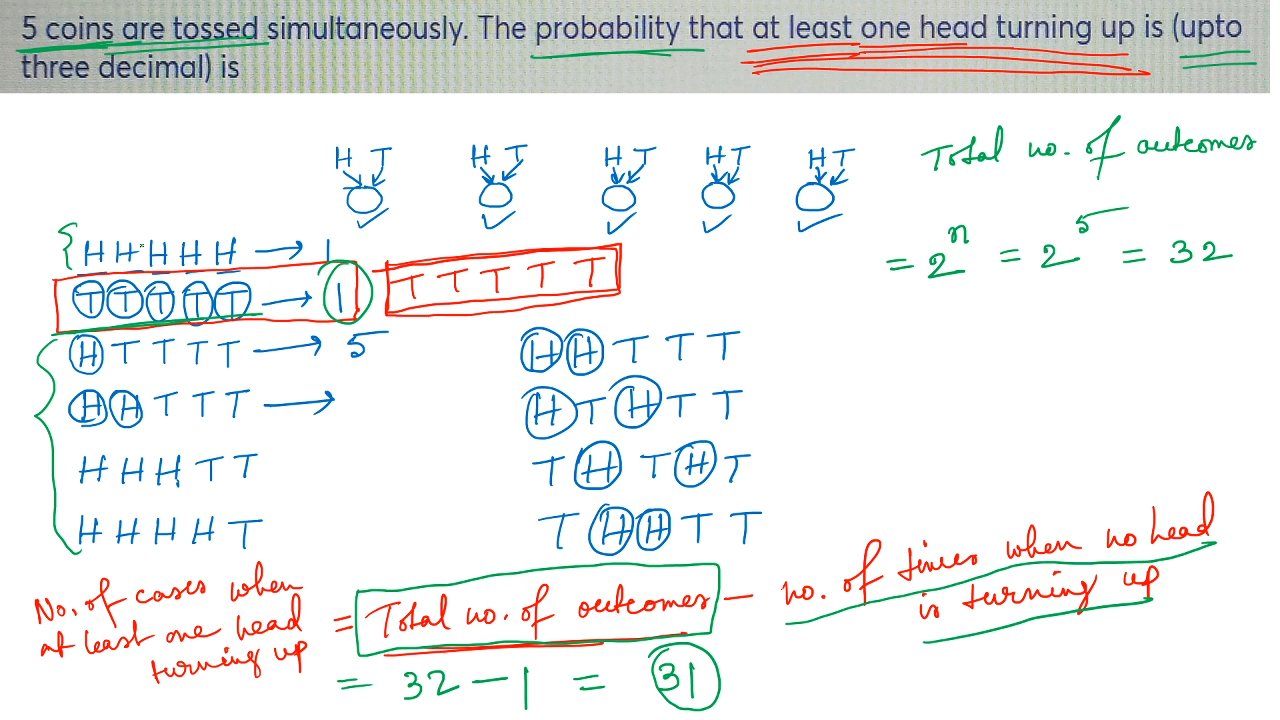 5 coins are tossed simultaneously. The probability that at least one head turning up is (upto
three decimal) is
H T H T H T H T H T
Total no. of outcomes
= 2^n = 2^5 = 32
{ H H H H H → 1
T T T T T → 1 T T T T T
H T T T T → 5
H H T T T →
H H H T T
H H H H T
H H T T T
H T H T T
T H T H T
T H H T T
No. of cases when
at least one head
turning up
= Total no. of outcomes − no. of times when no head
is turning up
= 32 − 1 = 31